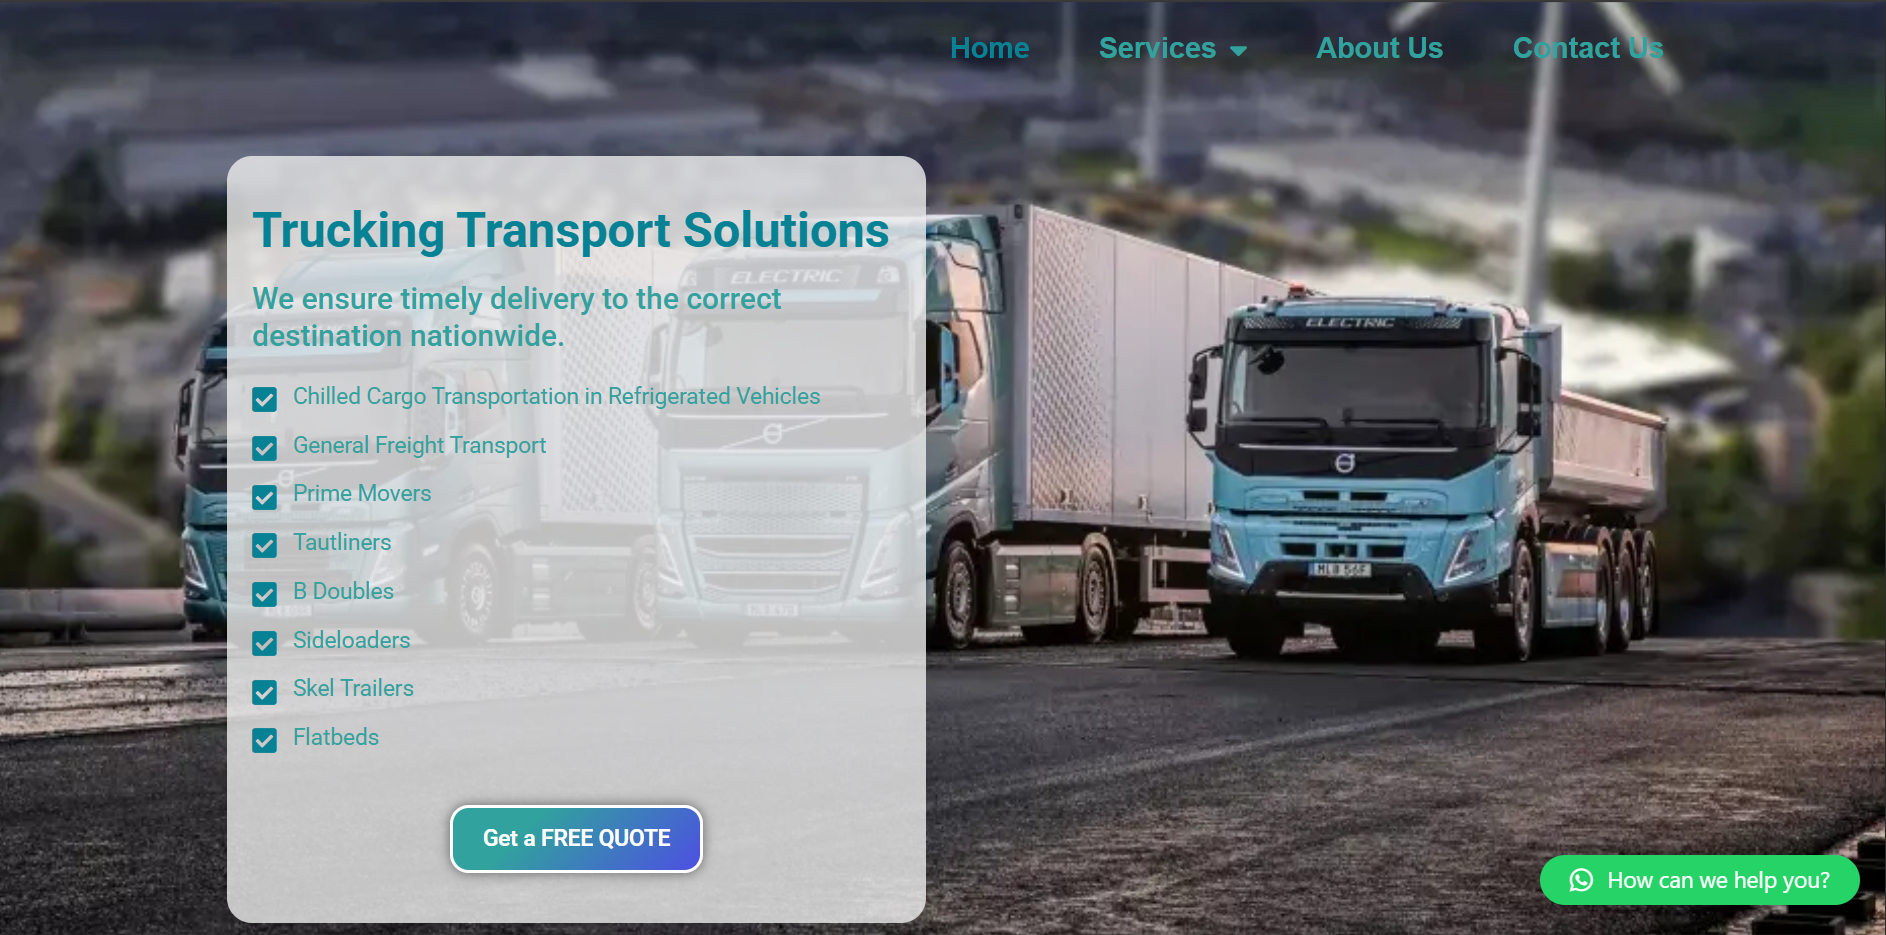 Home
Services
About Us
Contact Us
Trucking Transport Solutions
We ensure timely delivery to the correct
destination nationwide.
Chilled Cargo Transportation in Refrigerated Vehicles
General Freight Transport
Prime Movers
Tautliners
B Doubles
Sideloaders
Skel Trailers
Flatbeds
Get a FREE QUOTE
How can we help you?
ELECTRIC
ELECTRIC